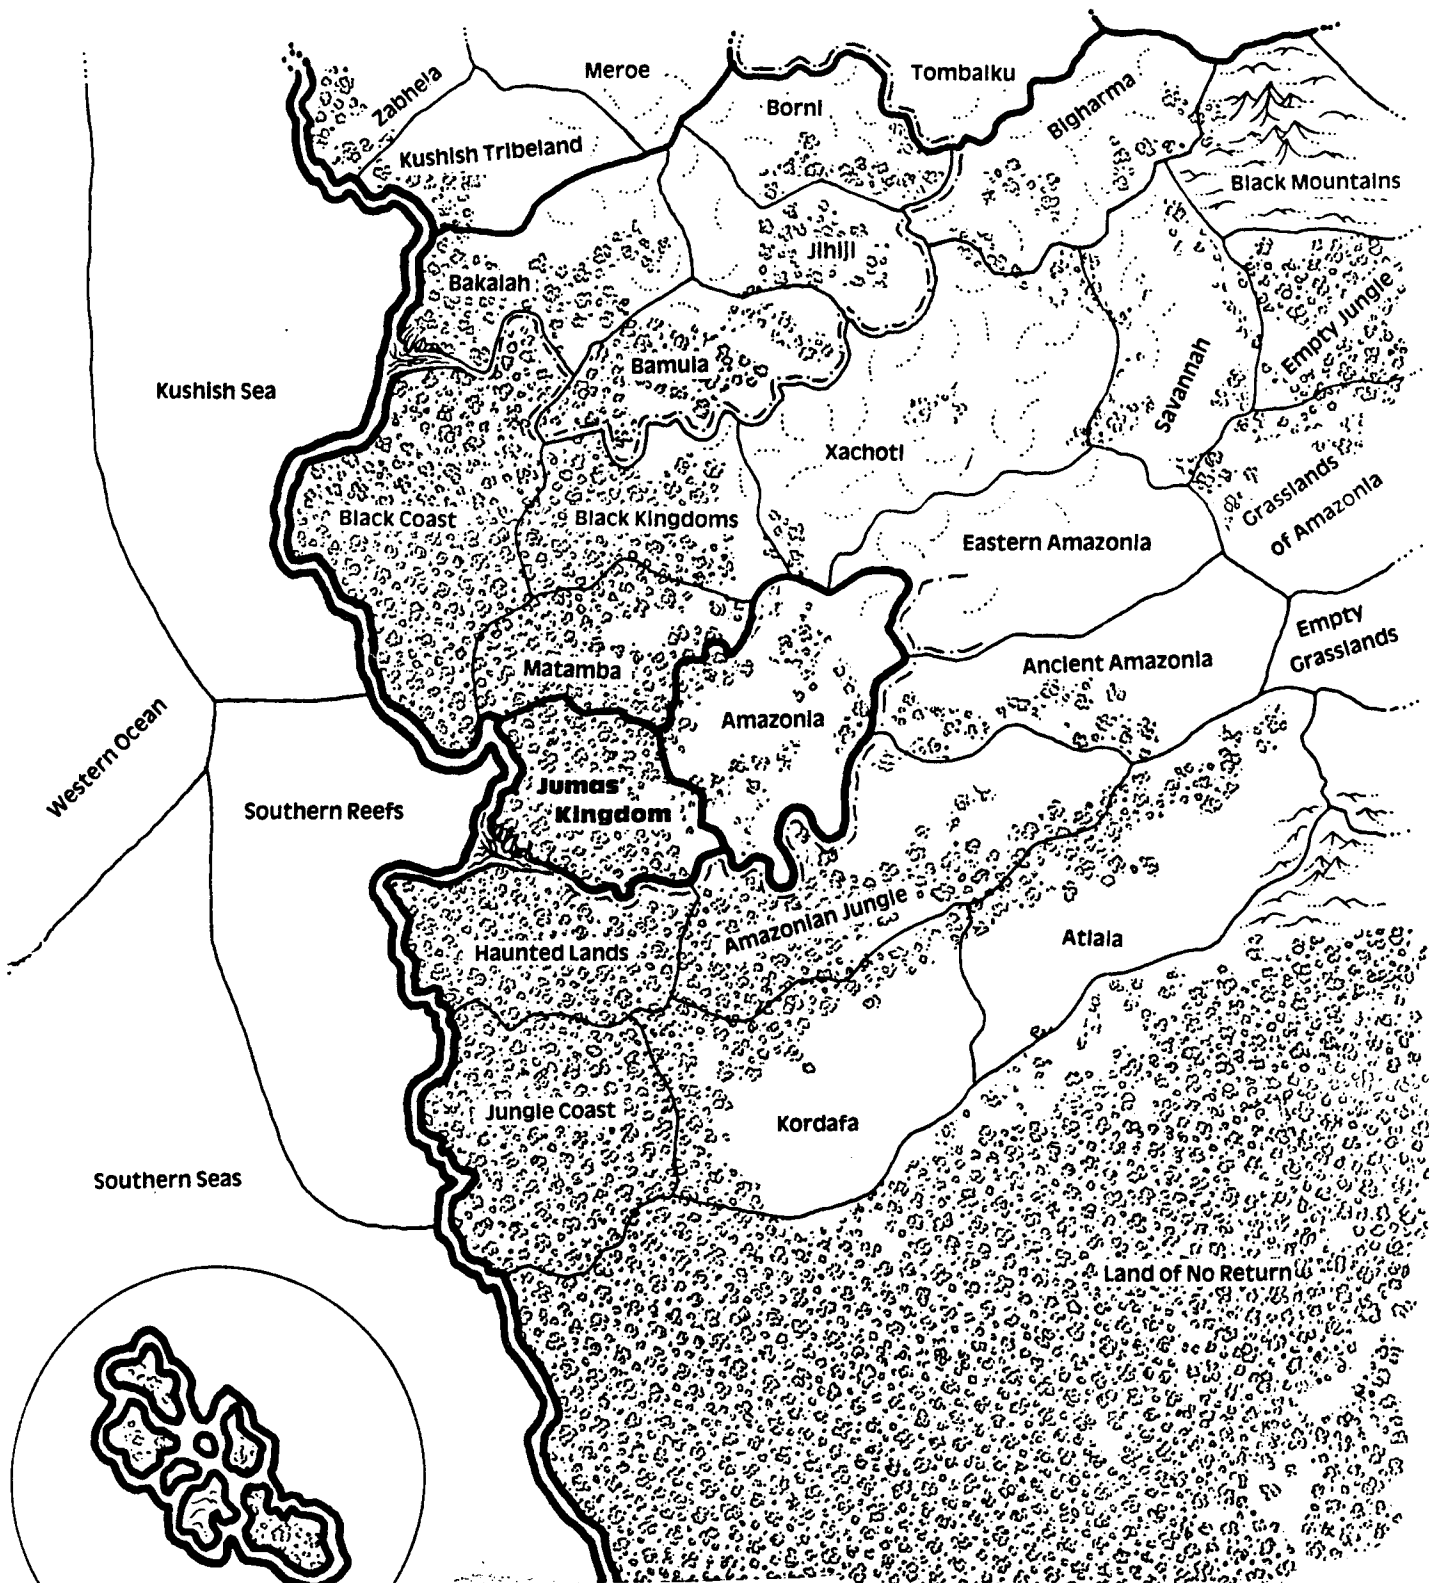 Zabhela
Meroe
Tombalku
Borni
Bigharma
Kushish Tribeland
Black Mountains
Jihiji
Bakalah
Empty Jungle
Bamula
Savannah
Kushish Sea
Xachotl
Black Coast
Black Kingdoms
Grasslands
of Amazonia
Eastern Amazonia
Empty
Grasslands
Matamba
Ancient Amazonia
Western Ocean
Amazonia
Jumas'
Kingdom
Southern Reefs
Amazonian Jungle
Atlala
Haunted Lands
Jungle Coast
Kordafa
Southern Seas
Land of No Return